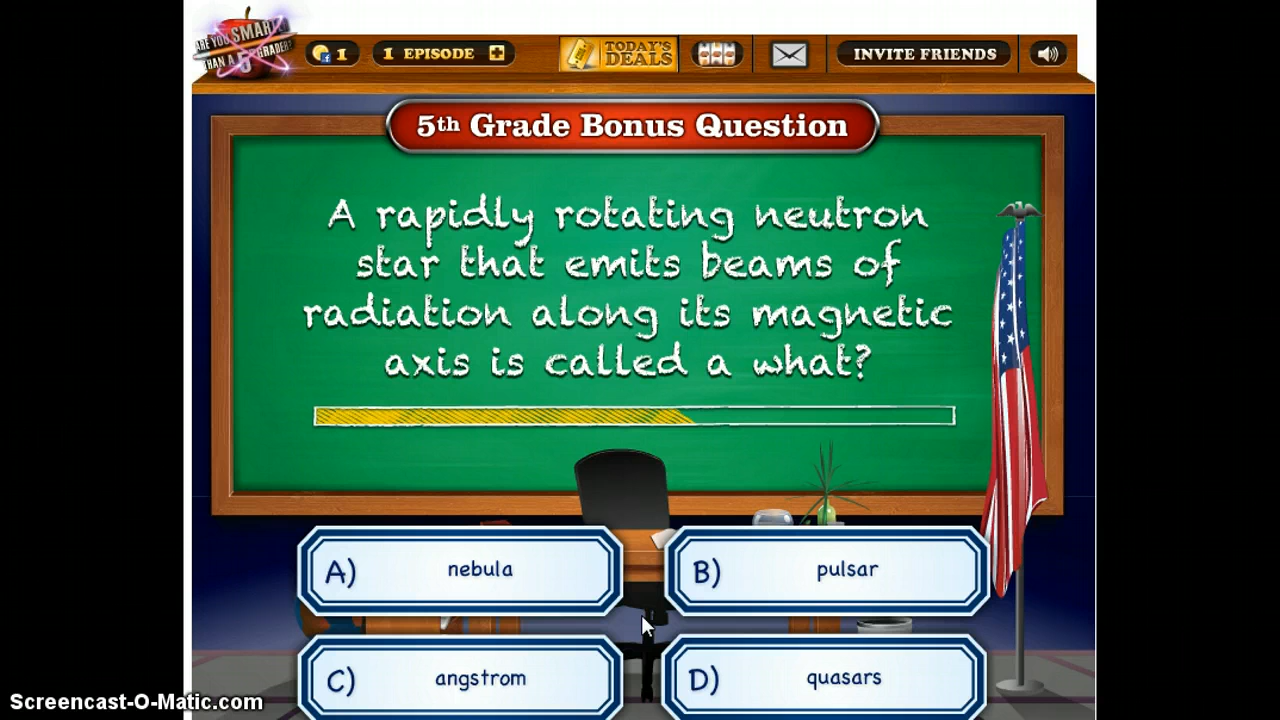 ARE YOU SMARTER
THAN A 5TH GRADER?
1
1 EPISODE
TODAY'S
DEALS
INVITE FRIENDS
5th Grade Bonus Question
A rapidly rotating neutron
star that emits beams of
radiation along its magnetic
axis is called a what?
A) nebula
B) pulsar
C) angstrom
D) quasars
Screencast-O-Matic.com